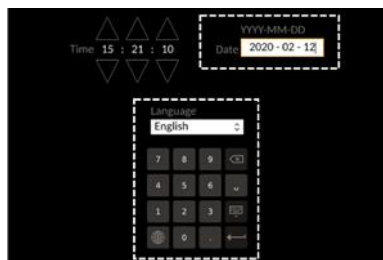 YYYY-MM-DD
Time 15 : 21 : 10
Date 2020 - 02 - 12
Language
English
7 8 9
4 5 6
1 2 3
0 .